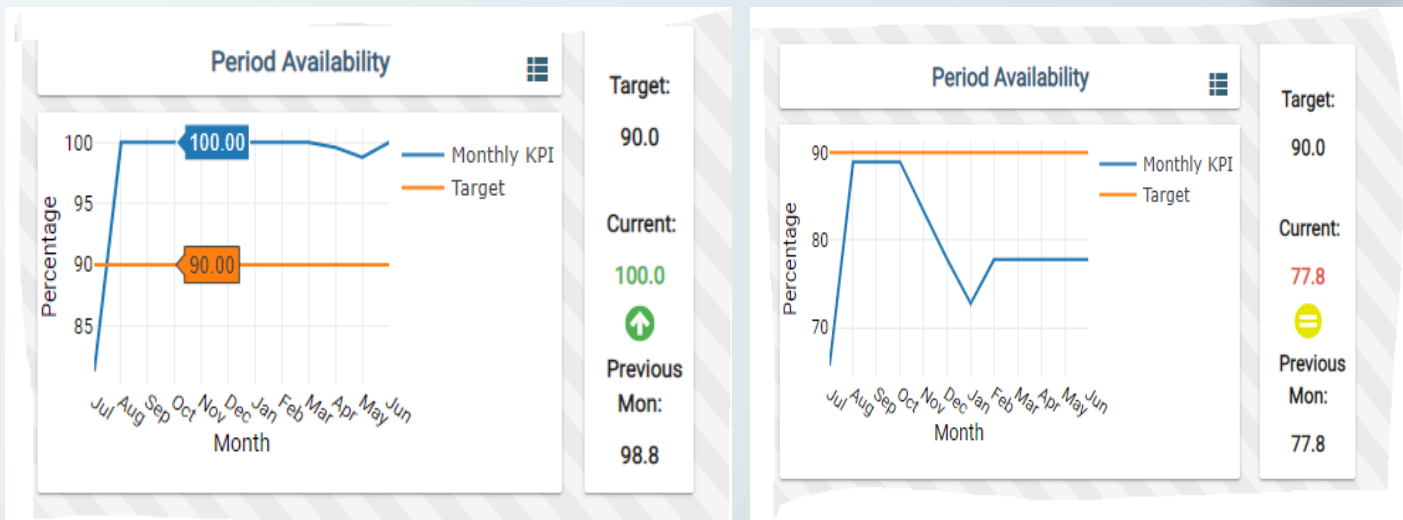 Period Availability
100
95
90
85
100.00
90.00
Monthly KPI
Target
Percentage
Jul
Aug
Sep
Oct
Nov
Dec
Jan
Feb
Mar
Apr
May
Jun
Month
Target:
90.0
Current:
100.0
Previous
Mon:
98.8
Period Availability
90
80
70
Monthly KPI
Target
Percentage
Jul
Aug
Sep
Oct
Nov
Dec
Jan
Feb
Mar
Apr
May
Jun
Month
Target:
90.0
Current:
77.8
Previous
Mon:
77.8